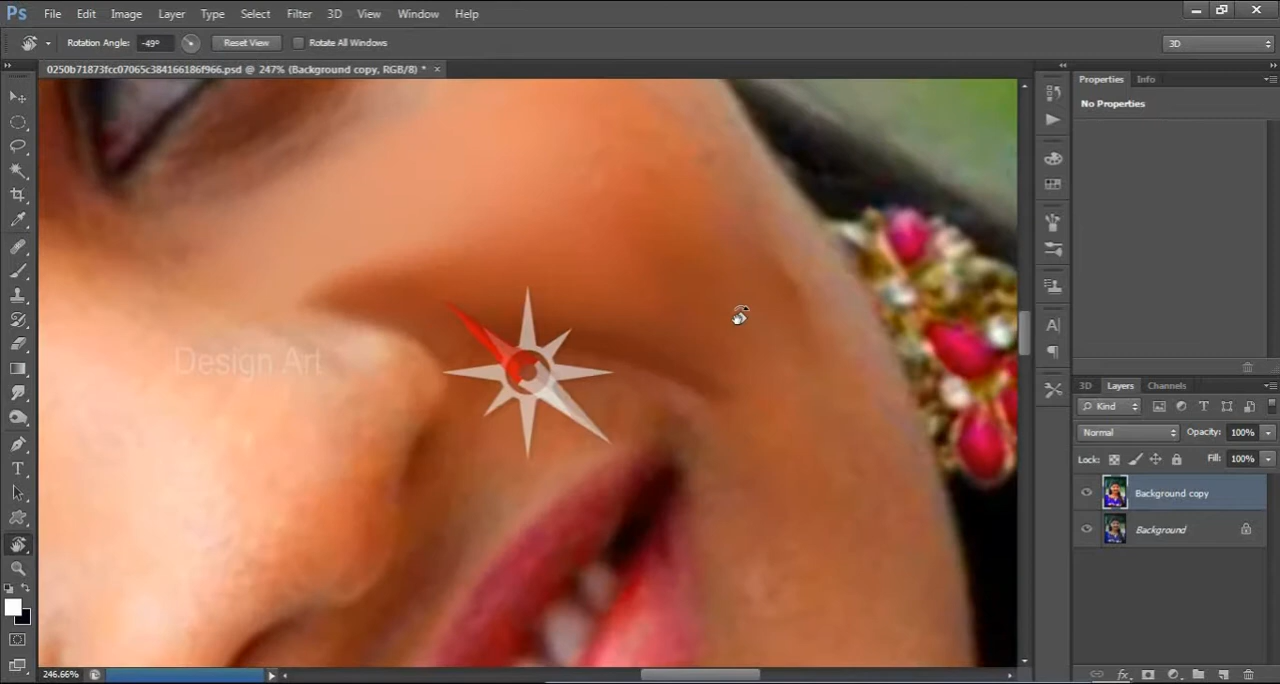 Ps File Edit Image Layer Type Select Filter 3D View Window Help
Rotation Angle: -49° Reset View Rotate All Windows 3D
0250b71873fcc07065c384166186f966.psd @ 247% (Background copy, RGB/8) * ×
Properties Info
No Properties
Design Art
3D Layers Channels
Kind
Normal Opacity: 100%
Lock: Fill: 100%
Background copy
Background
246.66%